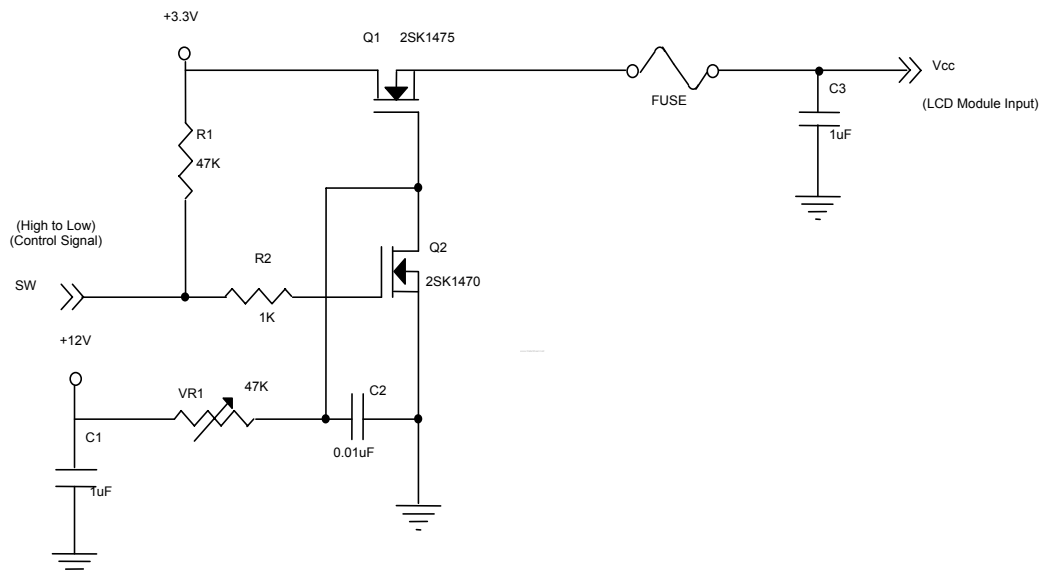 +3.3V
Q1 2SK1475
FUSE
Vcc
(LCD Module Input)
C3
1uF
R1
47K
(High to Low)
(Control Signal)
SW
R2
1K
Q2
2SK1470
+12V
VR1
47K
C2
0.01uF
C1
1uF